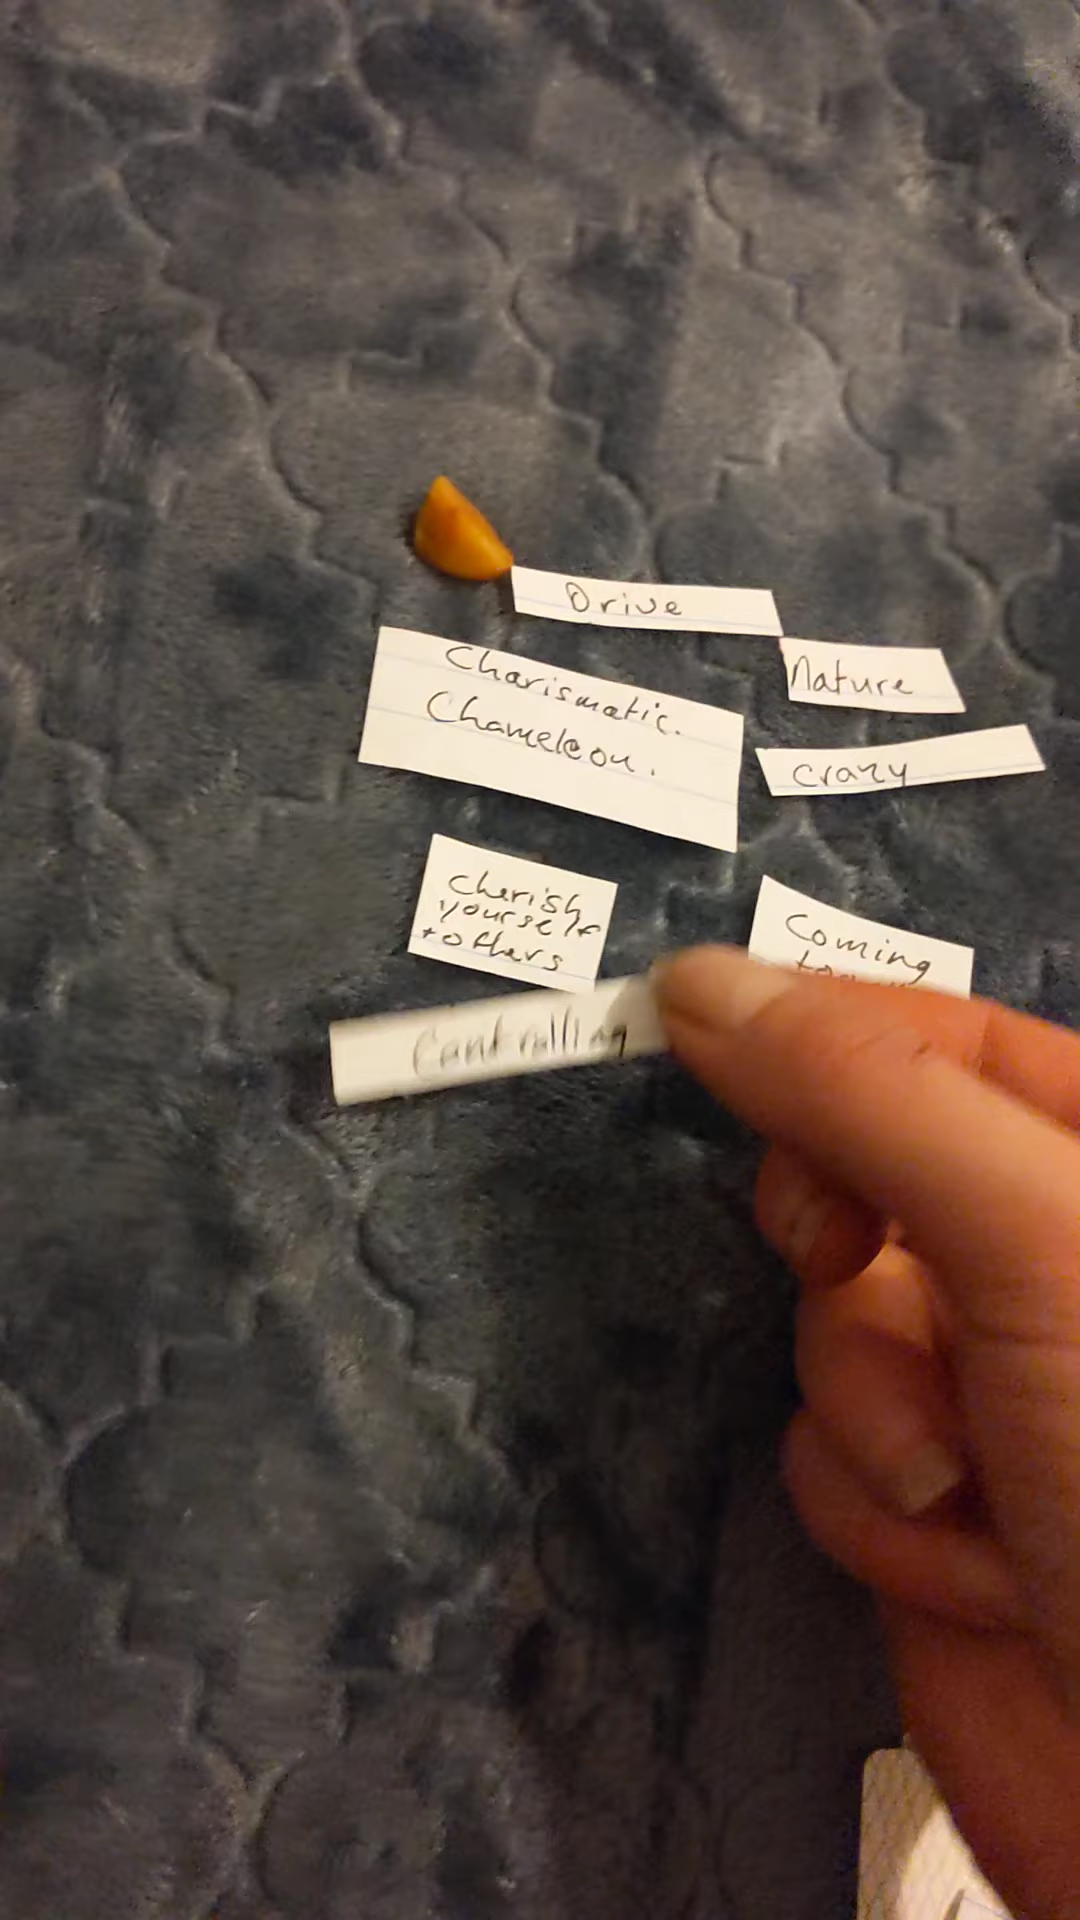 Drive
Nature
Charismatic.
Chameleon.
crazy
Cherish
yourself
+ others
Coming
Controlling